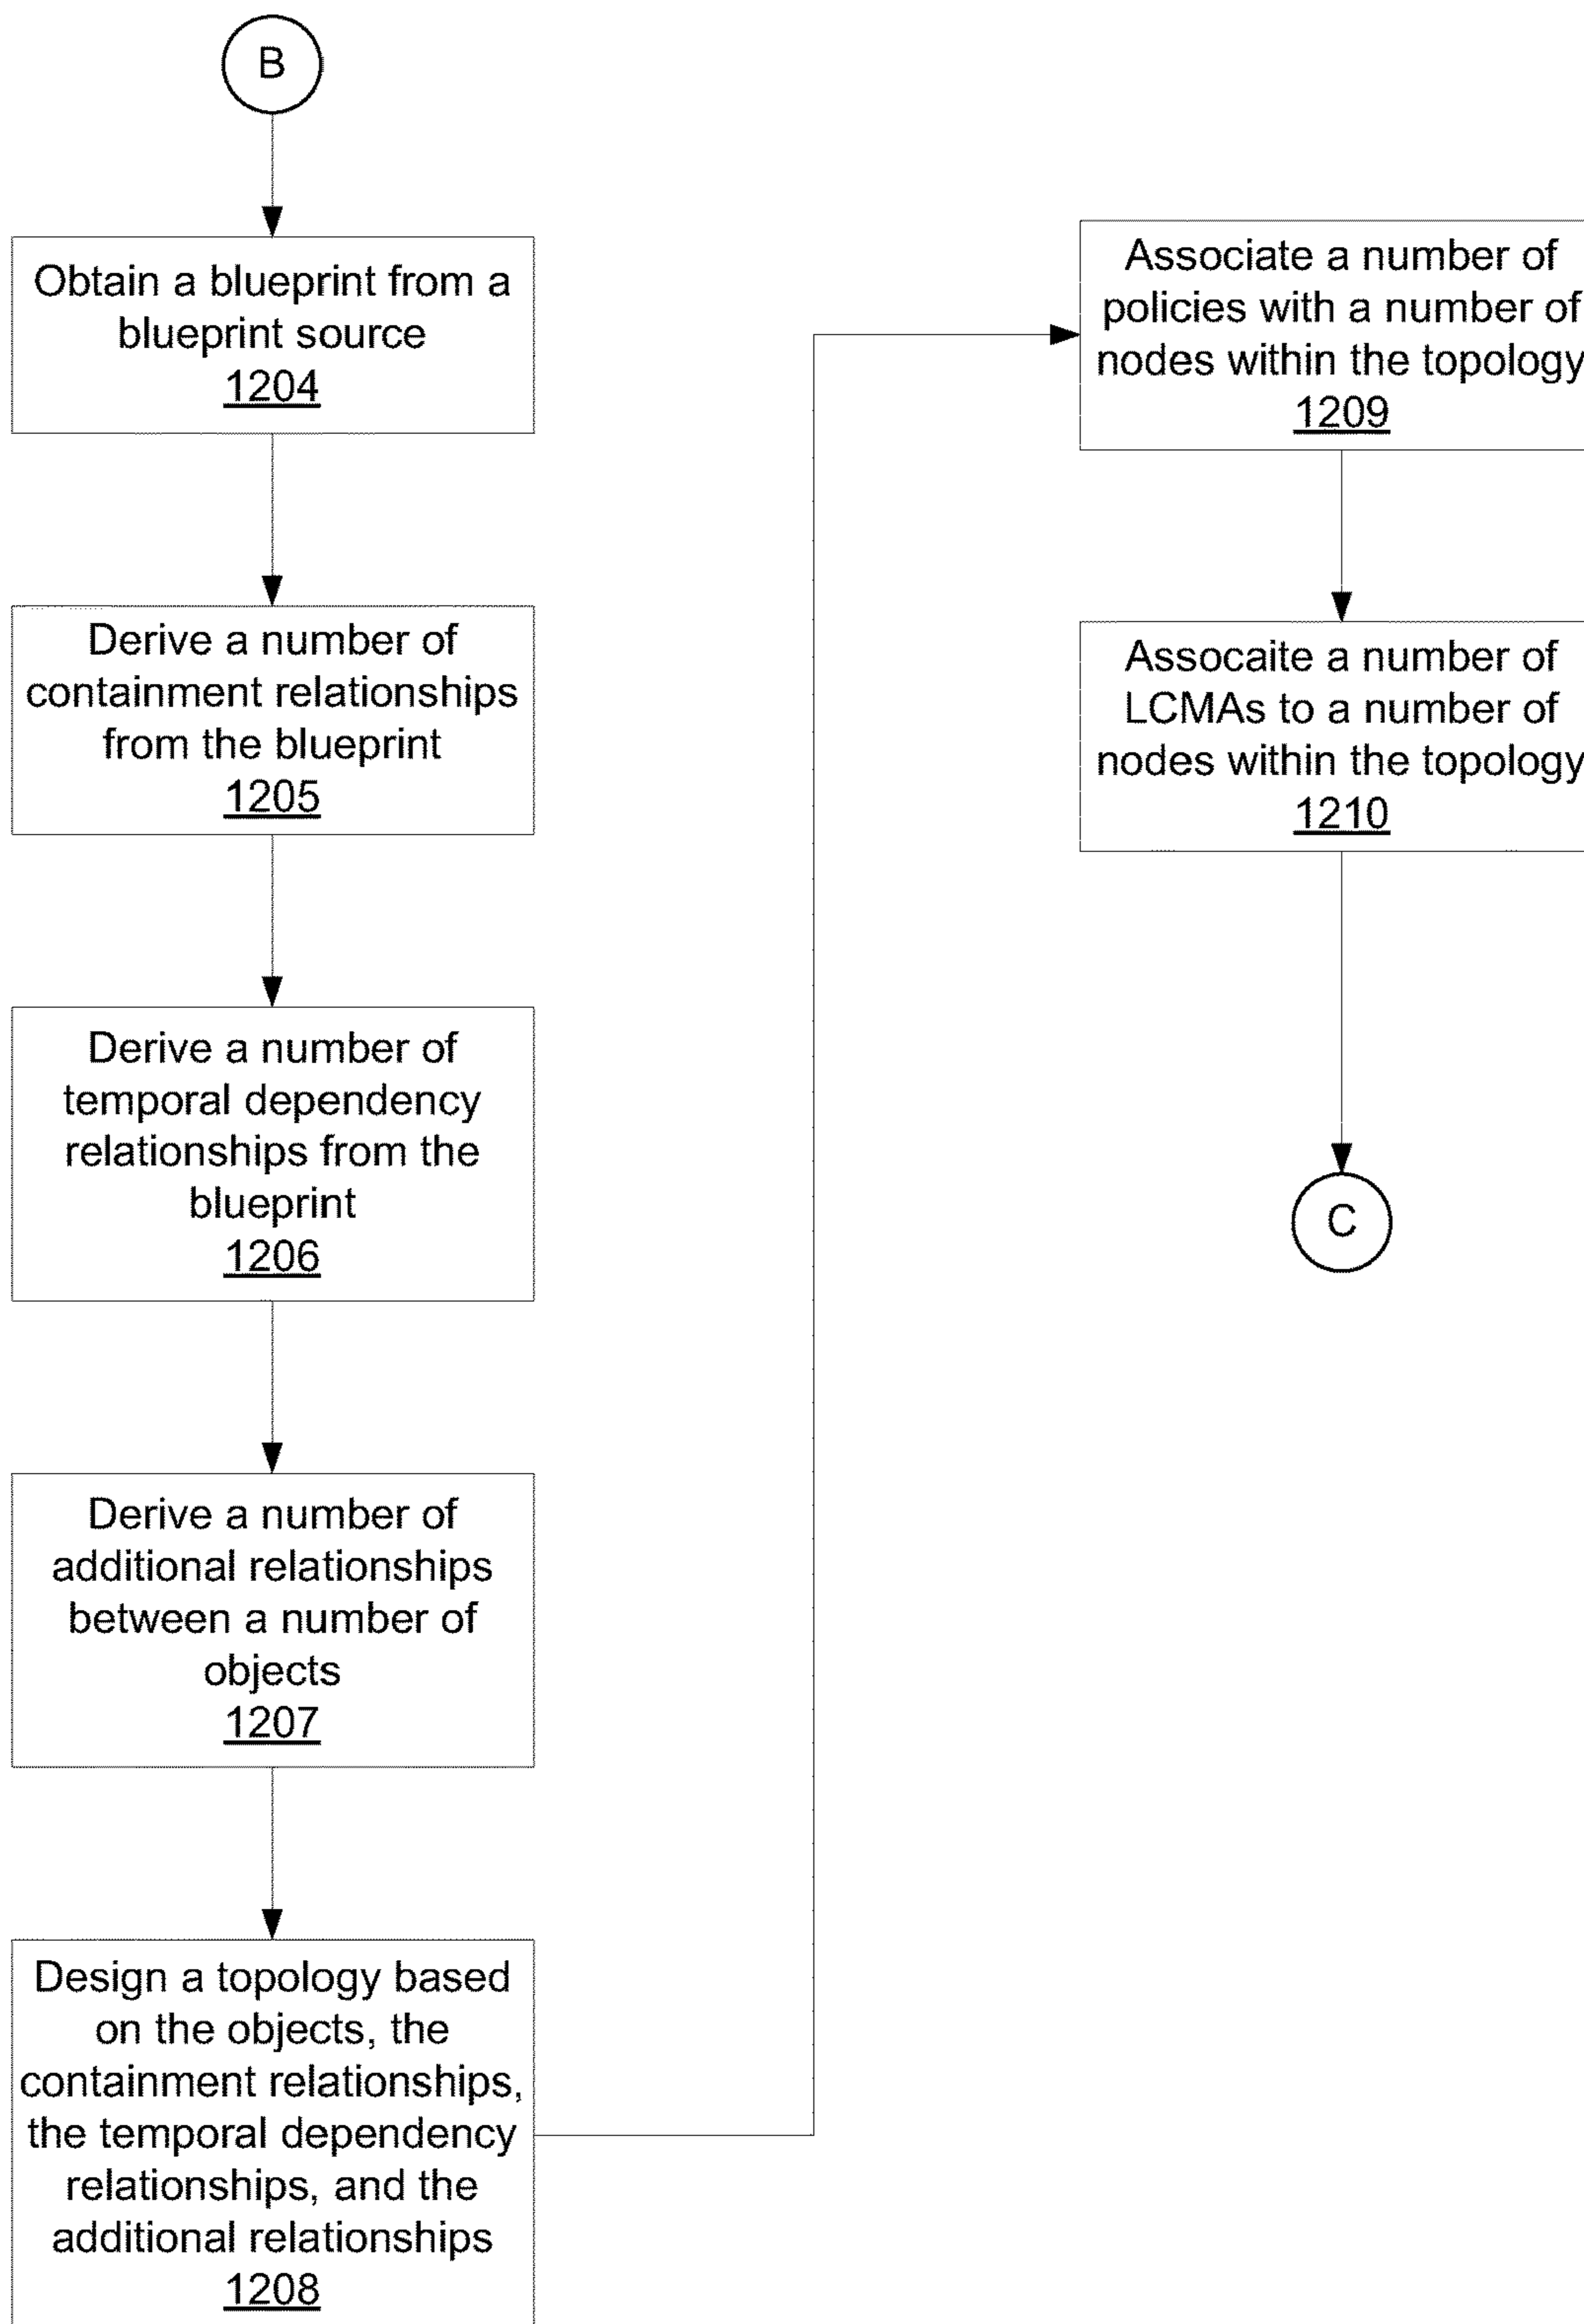 B
Obtain a blueprint from a
blueprint source
1204
Derive a number of
containment relationships
from the blueprint
1205
Derive a number of
temporal dependency
relationships from the
blueprint
1206
Derive a number of
additional relationships
between a number of
objects
1207
Design a topology based
on the objects, the
containment relationships,
the temporal dependency
relationships, and the
additional relationships
1208
Associate a number of
policies with a number of
nodes within the topology
1209
Assocaite a number of
LCMAs to a number of
nodes within the topology
1210
C